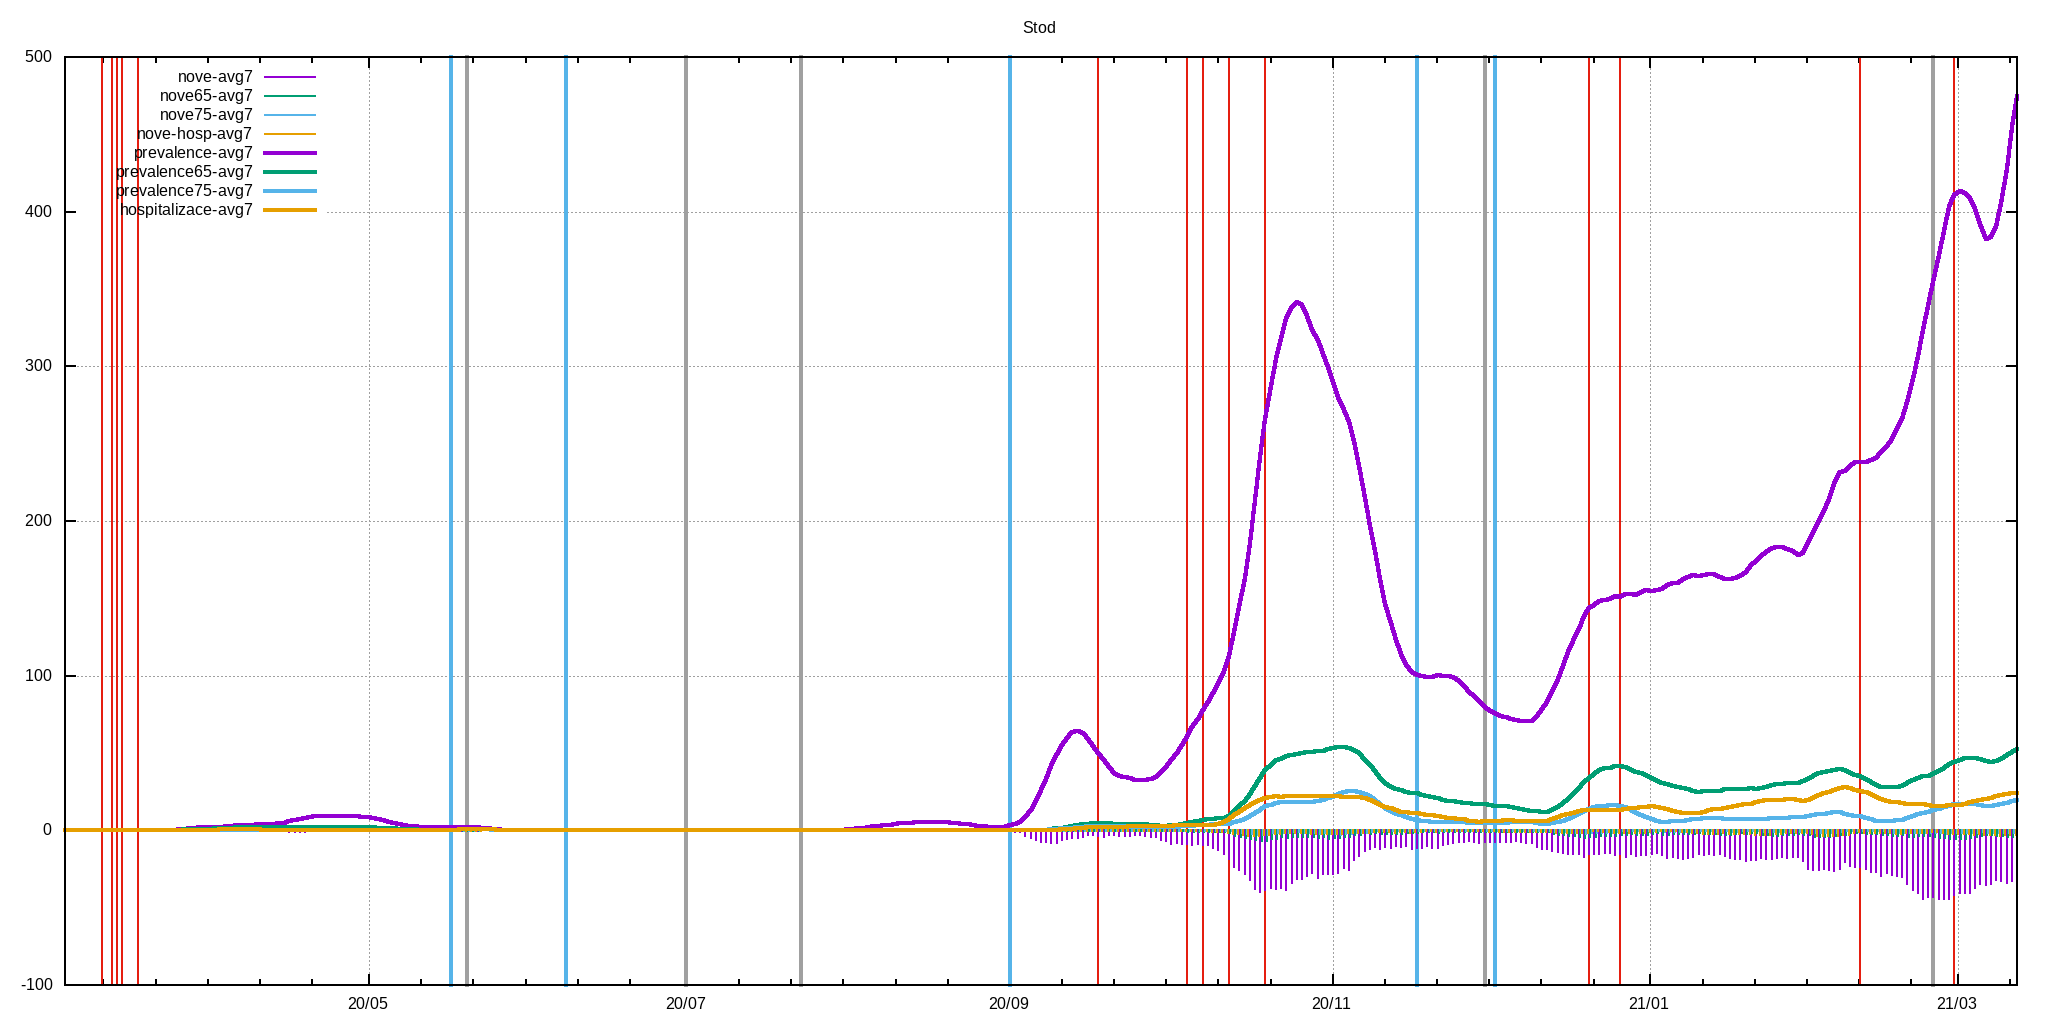 Stod
500
nove-avg7
nove65-avg7
nove75-avg7
nove-hosp-avg7
prevalence-avg7
prevalence65-avg7
prevalence75-avg7
hospitalizace-avg7
400
300
200
100
0
-100
20/05 20/07 20/09 20/11 21/01 21/03